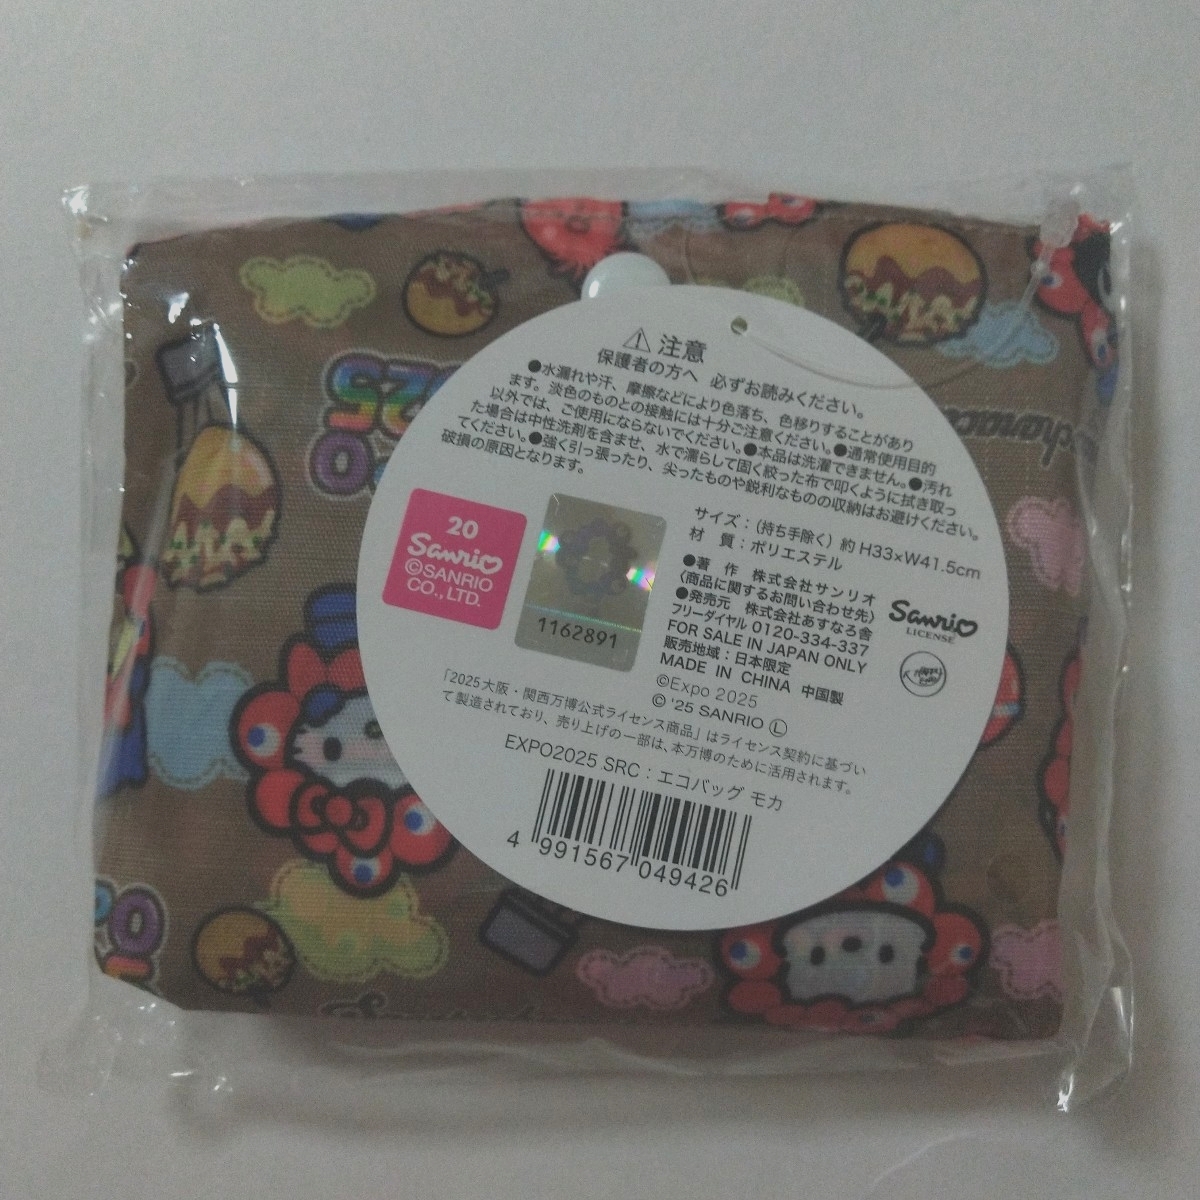 注意
保護者の方へ 必ずお読みください。
●水漏れや汗、摩擦などにより色落ち、色移りすることがあり
ます。淡色のものとの接触には十分ご注意ください。●通常使用目的
以外では、ご使用にならないでください。●本品は洗濯できません。●汚れ
た場合は中性洗剤を含ませ、水で濡らして固く絞った布で叩くように拭き取っ
てください。●強く引っ張ったり、尖ったものや鋭利なものの収納はお避けください。
破損の原因となります。
サイズ：(持ち手除く) 約 H33×W41.5cm
材　質：ポリエステル
●著　作　株式会社サンリオ
〈商品に関するお問い合わせ先〉
●発売元　株式会社あすなろ舎
フリーダイヤル 0120-334-337
FOR SALE IN JAPAN ONLY
販売地域：日本限定
MADE IN CHINA 中国製
©Expo 2025
© '25 SANRIO Ⓛ
Sanrio
LICENSE
20
Sanrio
©SANRIO
CO., LTD.
1162891
「2025大阪・関西万博公式ライセンス商品」はライセンス契約に基づい
て製造されており、売り上げの一部は、本万博のために活用されます。
EXPO2025 SRC：エコバッグ モカ
4 991567 049426